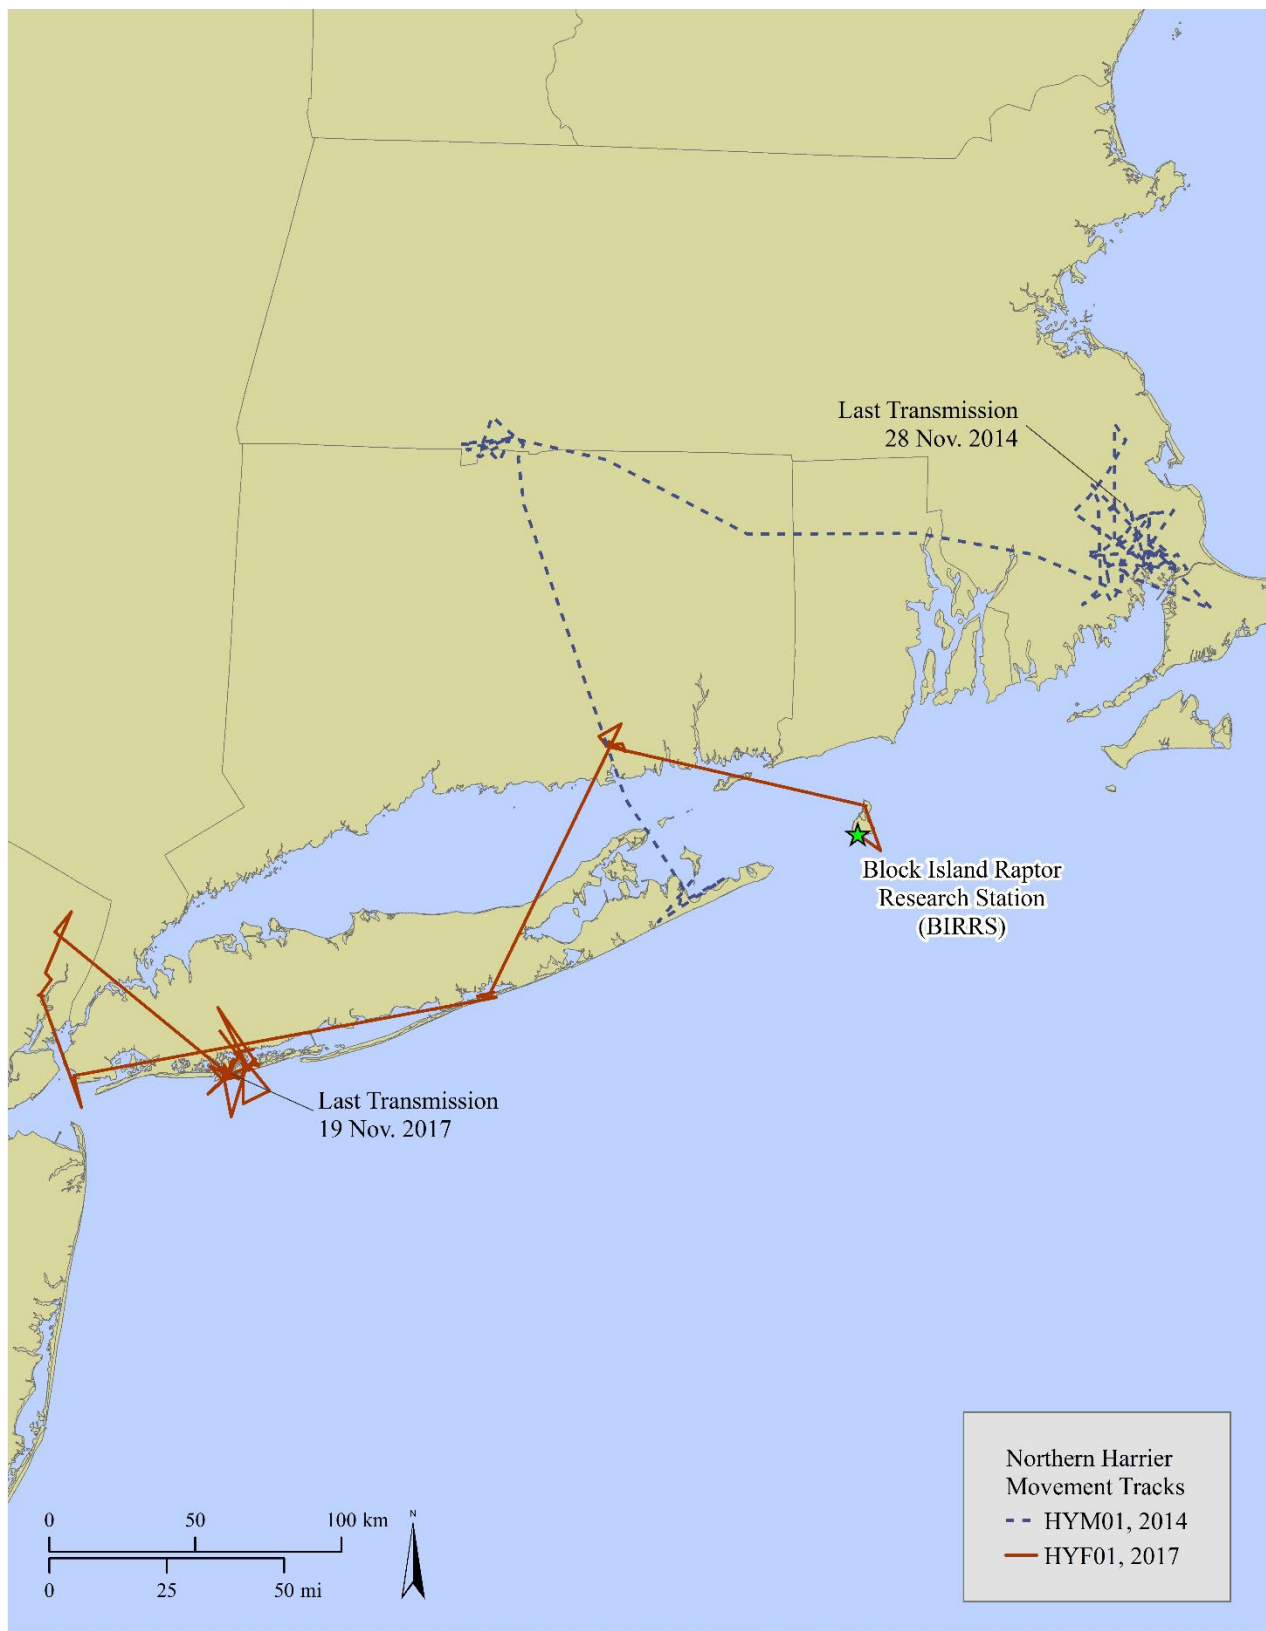 Last Transmission
28 Nov. 2014
Block Island Raptor
Research Station
(BIRRS)
Last Transmission
19 Nov. 2017
Northern Harrier
Movement Tracks
HYM01, 2014
HYF01, 2017
0 50 100 km
0 25 50 mi
N